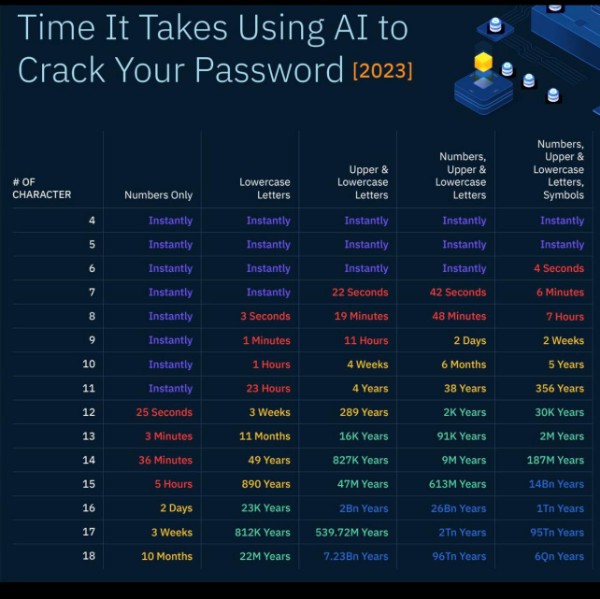 Time It Takes Using AI to
Crack Your Password [2023]
# OF
CHARACTER
Numbers Only
Lowercase
Letters
Upper &
Lowercase
Letters
Numbers,
Upper &
Lowercase
Letters
Numbers,
Upper &
Lowercase
Letters,
Symbols
4 Instantly Instantly Instantly Instantly Instantly
5 Instantly Instantly Instantly Instantly Instantly
6 Instantly Instantly Instantly Instantly 4 Seconds
7 Instantly Instantly 22 Seconds 42 Seconds 6 Minutes
8 Instantly 3 Seconds 19 Minutes 48 Minutes 7 Hours
9 Instantly 1 Minutes 11 Hours 2 Days 2 Weeks
10 Instantly 1 Hours 4 Weeks 6 Months 5 Years
11 Instantly 23 Hours 4 Years 38 Years 356 Years
12 25 Seconds 3 Weeks 289 Years 2K Years 30K Years
13 3 Minutes 11 Months 16K Years 91K Years 2M Years
14 36 Minutes 49 Years 827K Years 9M Years 187M Years
15 5 Hours 890 Years 47M Years 613M Years 14Bn Years
16 2 Days 23K Years 2Bn Years 26Bn Years 1Tn Years
17 3 Weeks 812K Years 539.72M Years 2Tn Years 95Tn Years
18 10 Months 22M Years 7.23Bn Years 96Tn Years 6Qn Years